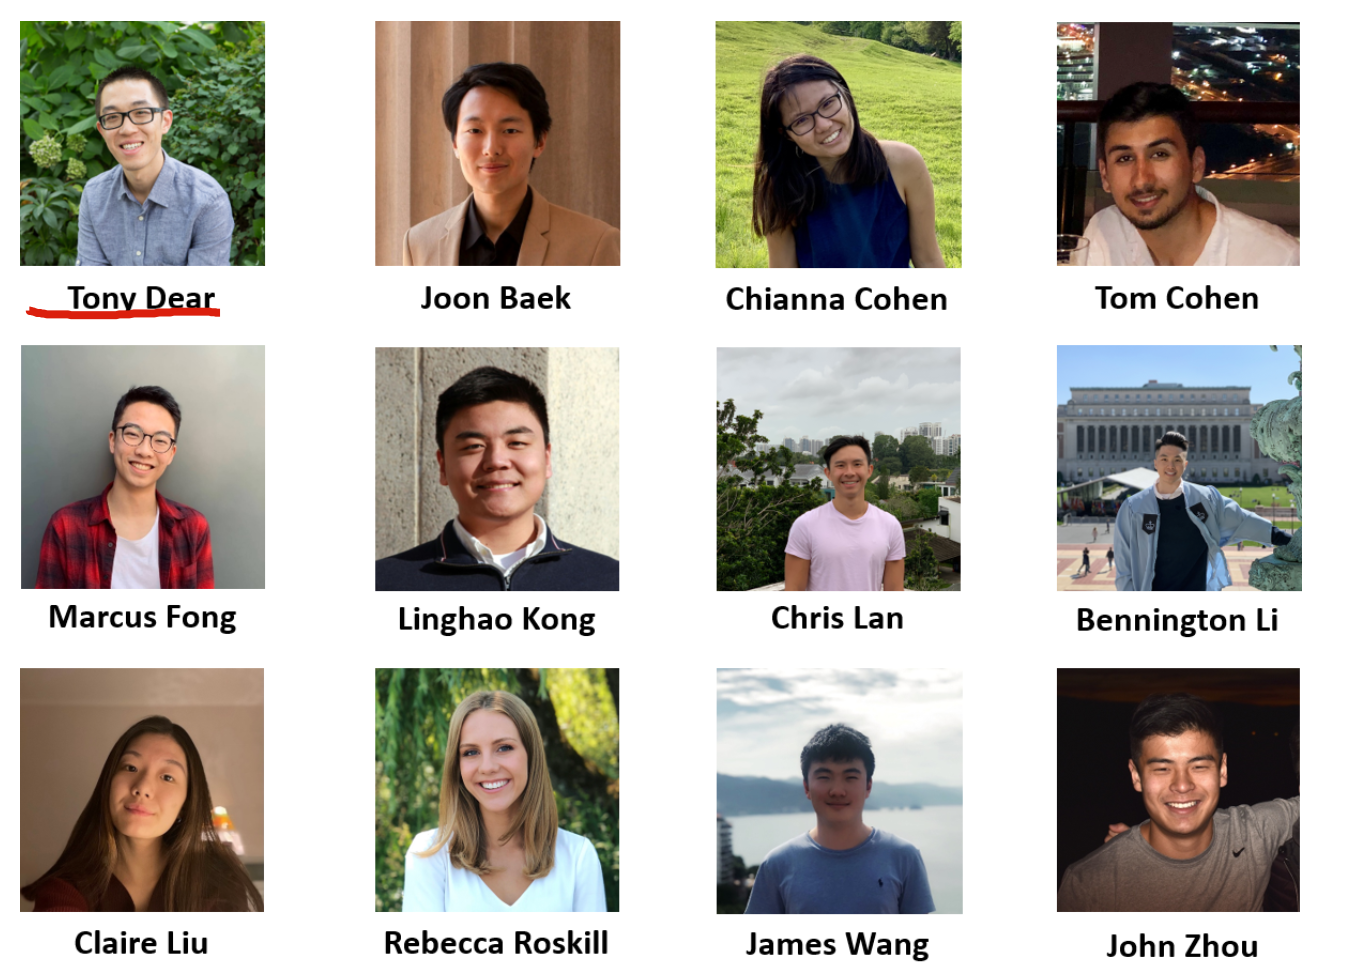 Tony Dear
Joon Baek
Chianna Cohen
Tom Cohen
Marcus Fong
Linghao Kong
Chris Lan
Bennington Li
Claire Liu
Rebecca Roskill
James Wang
John Zhou